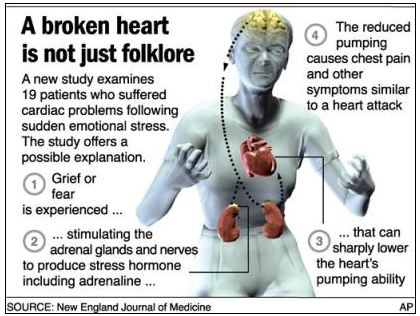 A broken heart
is not just folklore
A new study examines
19 patients who suffered
cardiac problems following
sudden emotional stress.
The study offers a
possible explanation.
1 Grief or
fear
is experienced ...
2 ... stimulating the
adrenal glands and nerves
to produce stress hormone
including adrenaline ...
3 ... that can
sharply lower
the heart's
pumping ability
4 The reduced
pumping
causes chest pain
and other
symptoms similar
to a heart attack
SOURCE: New England Journal of Medicine
AP